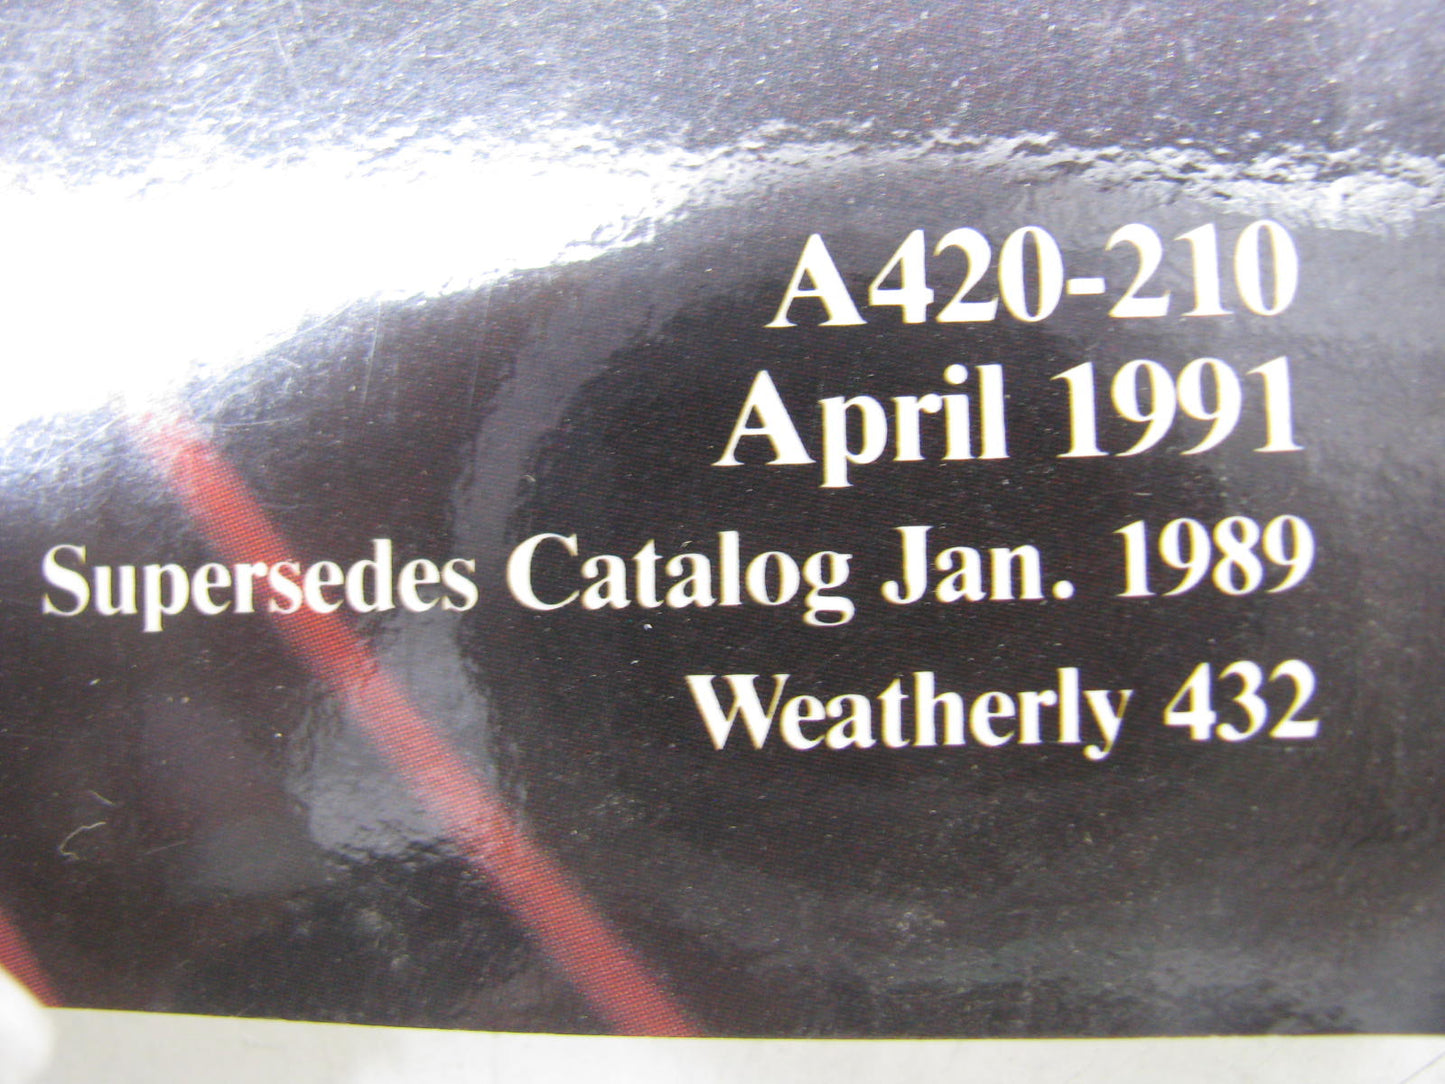 A420-210
April 1991
Supersedes Catalog Jan. 1989
Weatherly 432